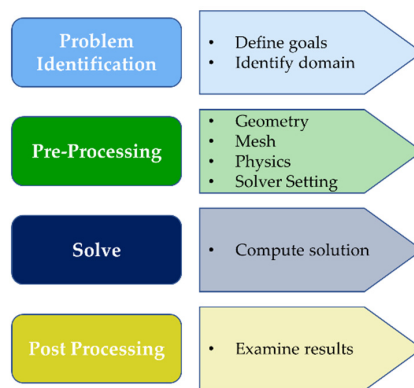 Problem
Identification
• Define goals
• Identify domain
Pre-Processing
• Geometry
• Mesh
• Physics
• Solver Setting
Solve
• Compute solution
Post Processing
• Examine results